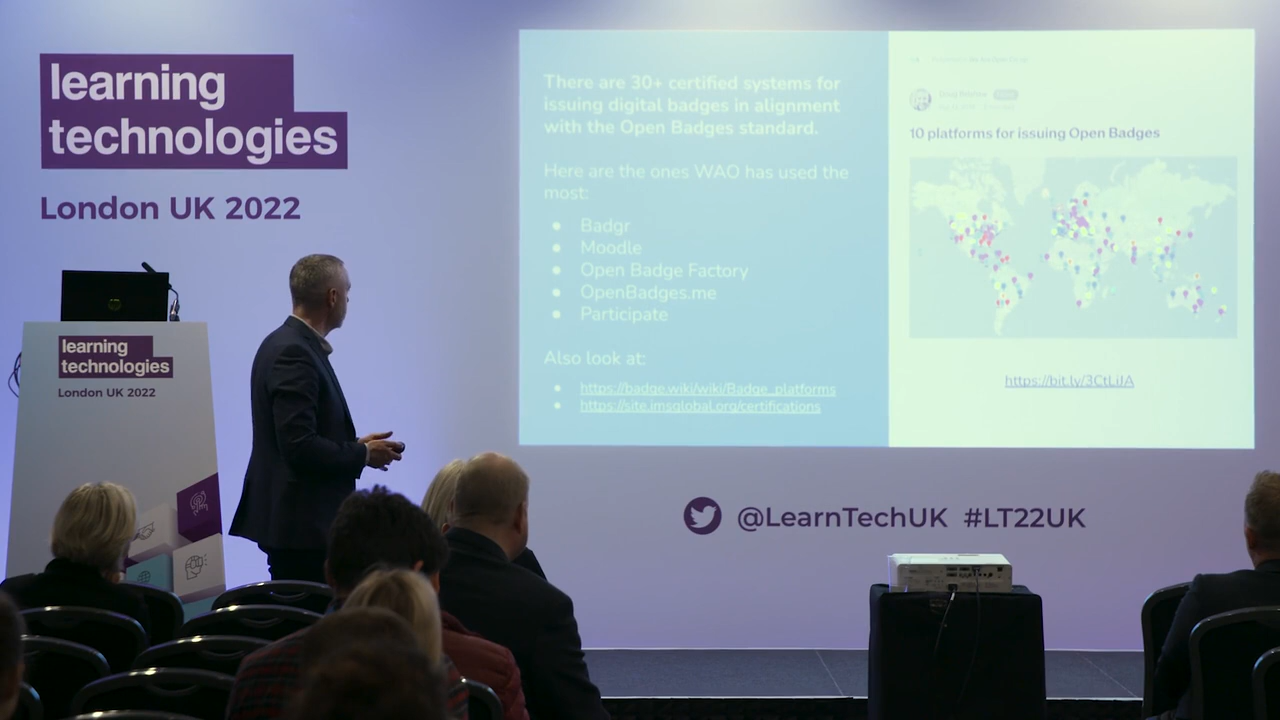 learning
technologies
London UK 2022
learning
technologies
London UK 2022
There are 30+ certified systems for
issuing digital badges in alignment
with the Open Badges standard.
Here are the ones WAO has used the
most:
● Badgr
● Moodle
● Open Badge Factory
● OpenBadges.me
● Participate
Also look at:
● https://badge.wiki/wiki/Badge_platforms
● https://site.imsglobal.org/certifications
10 platforms for issuing Open Badges
https://bit.ly/3CtLiJA
@LearnTechUK #LT22UK